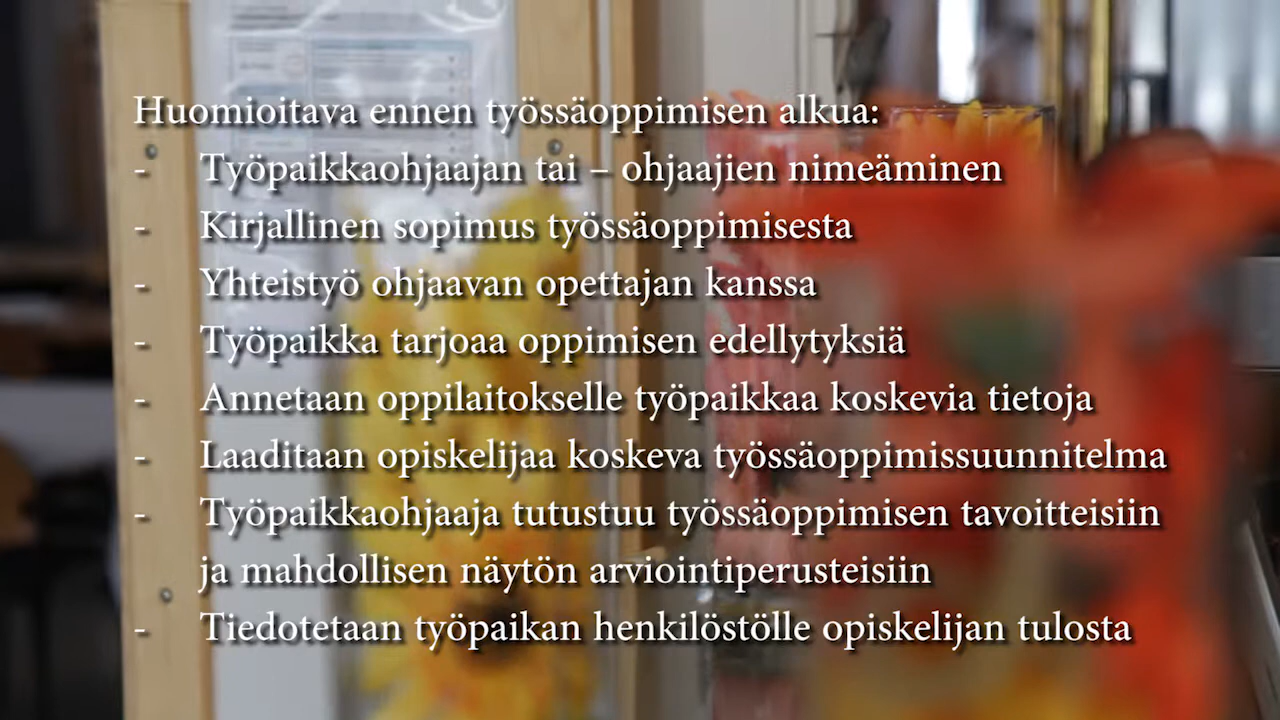 Huomioitava ennen työssäoppimisen alkua:
- Työpaikkaohjaajan tai – ohjaajien nimeäminen
- Kirjallinen sopimus työssäoppimisesta
- Yhteistyö ohjaavan opettajan kanssa
- Työpaikka tarjoaa oppimisen edellytyksiä
- Annetaan oppilaitokselle työpaikkaa koskevia tietoja
- Laaditaan opiskelijaa koskeva työssäoppimissuunnitelma
- Työpaikkaohjaaja tutustuu työssäoppimisen tavoitteisiin
ja mahdollisen näytön arviointiperusteisiin
- Tiedotetaan työpaikan henkilöstölle opiskelijan tulosta